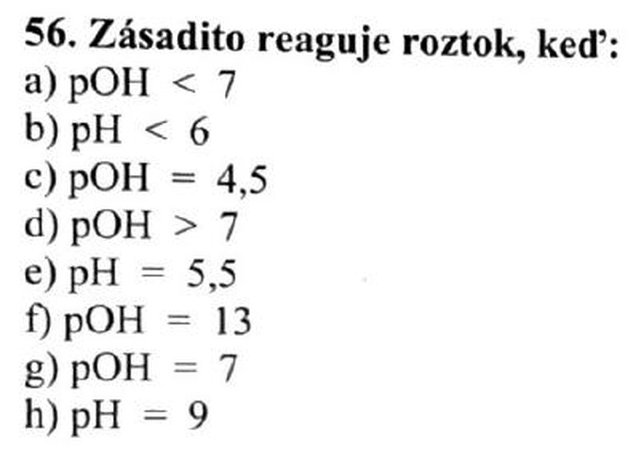 56. Zásadito reaguje roztok, keď:
a) pOH < 7
b) pH < 6
c) pOH = 4,5
d) pOH > 7
e) pH = 5,5
f) pOH = 13
g) pOH = 7
h) pH = 9